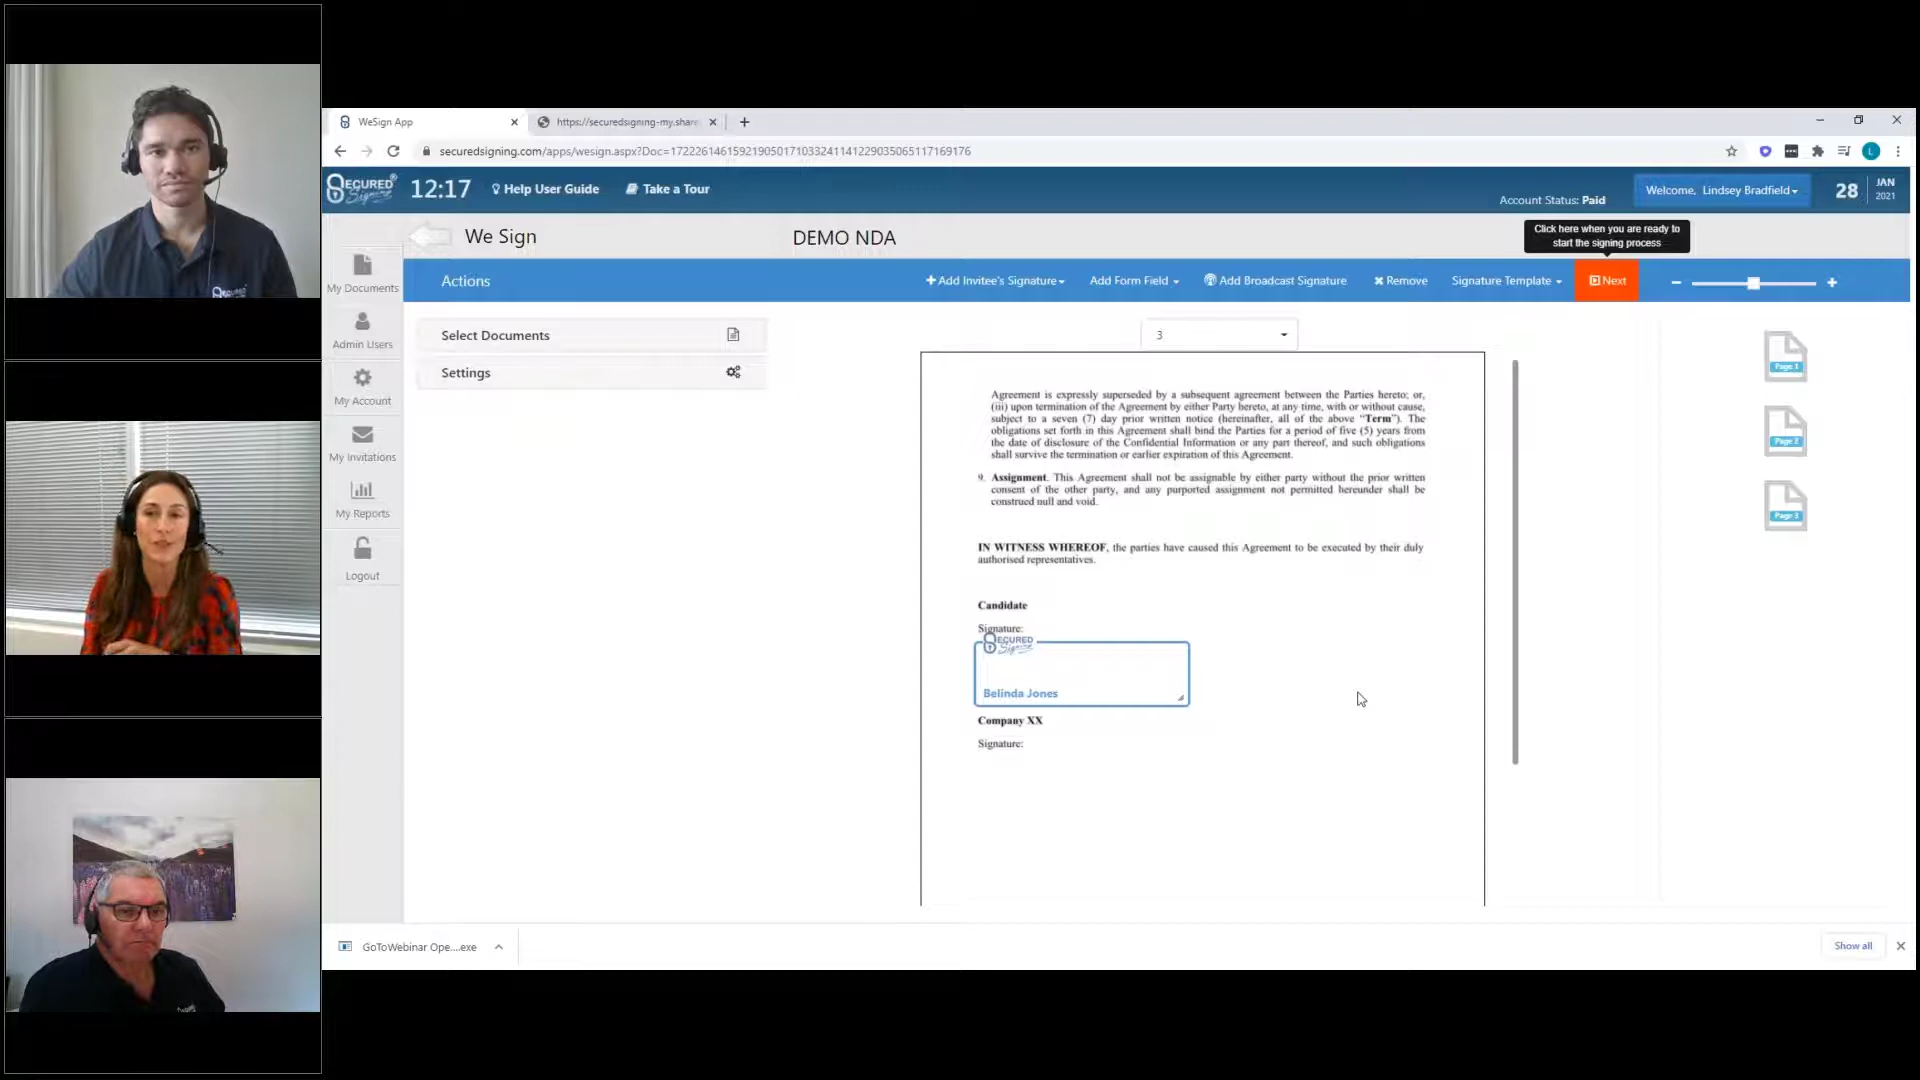 WeSign App
https://securedsigning-my.share
securedsigning.com/apps/wesign.aspx?Doc=172226146159219050171033241141229035065117169176
SECURED Signing
12:17
Help User Guide
Take a Tour
Account Status: Paid
Welcome, Lindsey Bradfield
28
JAN
2021
We Sign
DEMO NDA
Click here when you are ready to
start the signing process
My Documents
Admin Users
My Account
My Invitations
My Reports
Logout
Actions
Add Invitee's Signature
Add Form Field
Add Broadcast Signature
Remove
Signature Template
Next
Select Documents
Settings
3
Agreement is expressly superseded by a subsequent agreement between the Parties hereto; or,
(iii) upon termination of the Agreement by either Party hereto, at any time, with or without cause,
subject to a seven (7) day prior written notice (hereinafter, all of the above “Term”). The
obligations set forth in this Agreement shall bind the Parties for a period of five (5) years from
the date of disclosure of the Confidential Information or any part thereof, and such obligations
shall survive the termination or earlier expiration of this Agreement.
9. Assignment. This Agreement shall not be assignable by either party without the prior written
consent of the other party, and any purported assignment not permitted hereunder shall be
construed null and void.
IN WITNESS WHEREOF, the parties have caused this Agreement to be executed by their duly
authorised representatives.
Candidate
Signature:
SECURED Signing
Belinda Jones
Company XX
Signature:
Page 1
Page 2
Page 3
GoToWebinar Ope....exe
Show all